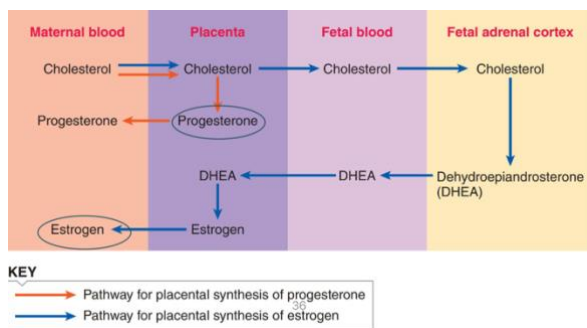 Maternal blood Placenta Fetal blood Fetal adrenal cortex
Cholesterol Cholesterol Cholesterol Cholesterol
Progesterone Progesterone
DHEA DHEA Dehydroepiandrosterone
(DHEA)
Estrogen Estrogen
KEY
Pathway for placental synthesis of progesterone
36
Pathway for placental synthesis of estrogen